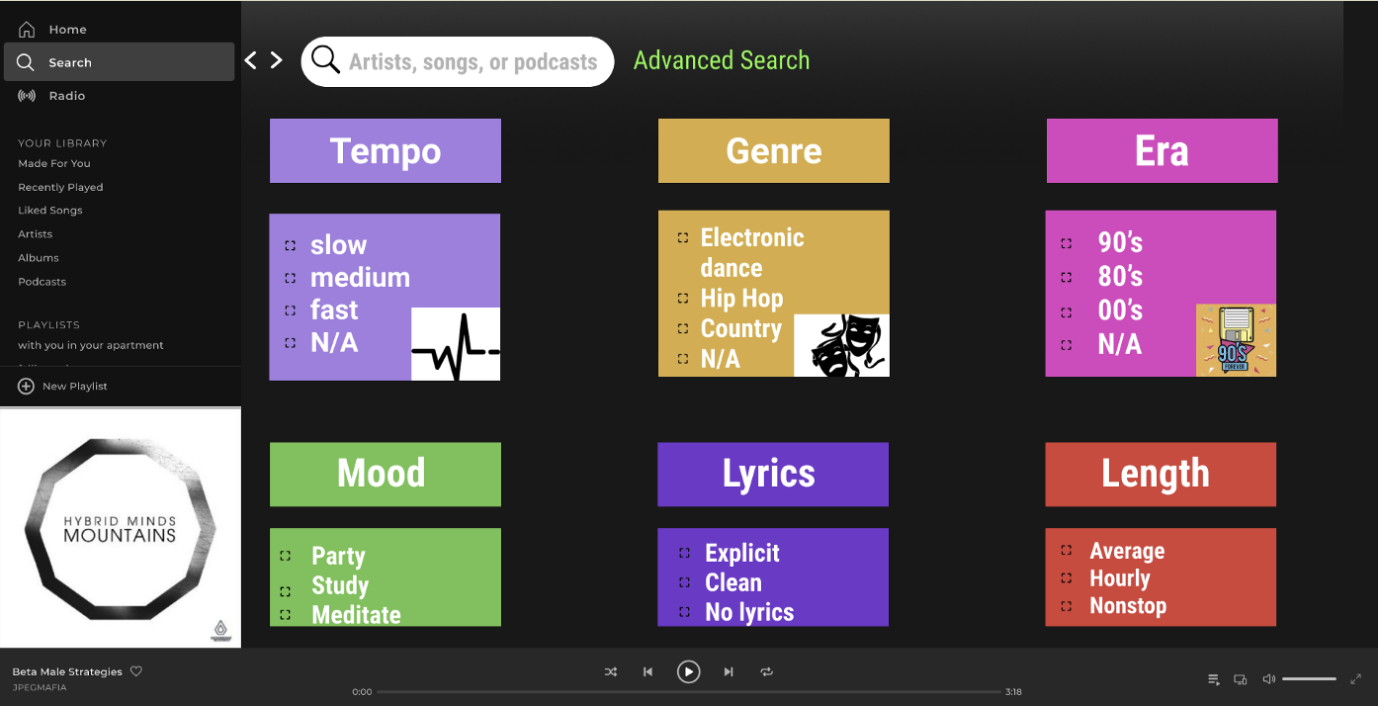 Home
Search
Radio
YOUR LIBRARY
Made For You
Recently Played
Liked Songs
Artists
Albums
Podcasts
PLAYLISTS
with you in your apartment
New Playlist
HYBRID MINDS
MOUNTAINS
Artists, songs, or podcasts
Advanced Search
Tempo
slow
medium
fast
N/A
Genre
Electronic
dance
Hip Hop
Country
N/A
Era
90's
80's
00's
N/A
90'S
FOREVER
Mood
Party
Study
Meditate
Lyrics
Explicit
Clean
No lyrics
Length
Average
Hourly
Nonstop
Beta Male Strategies
JPEGMAFIA
0:00
3:18